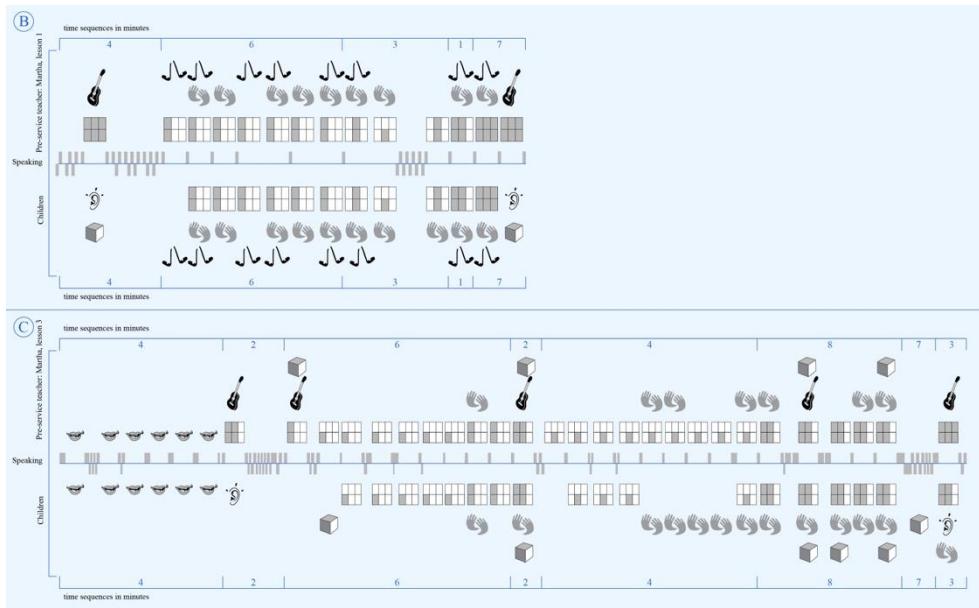 B
time sequences in minutes
4 6 3 1 7
Pre-service teacher: Martha, lesson 1
Speaking
Children
4 6 3 1 7
time sequences in minutes
C
time sequences in minutes
4 2 6 2 4 8 7 3
Pre-service teacher: Martha, lesson 3
Speaking
Children
4 2 6 2 4 8 7 3
time sequences in minutes